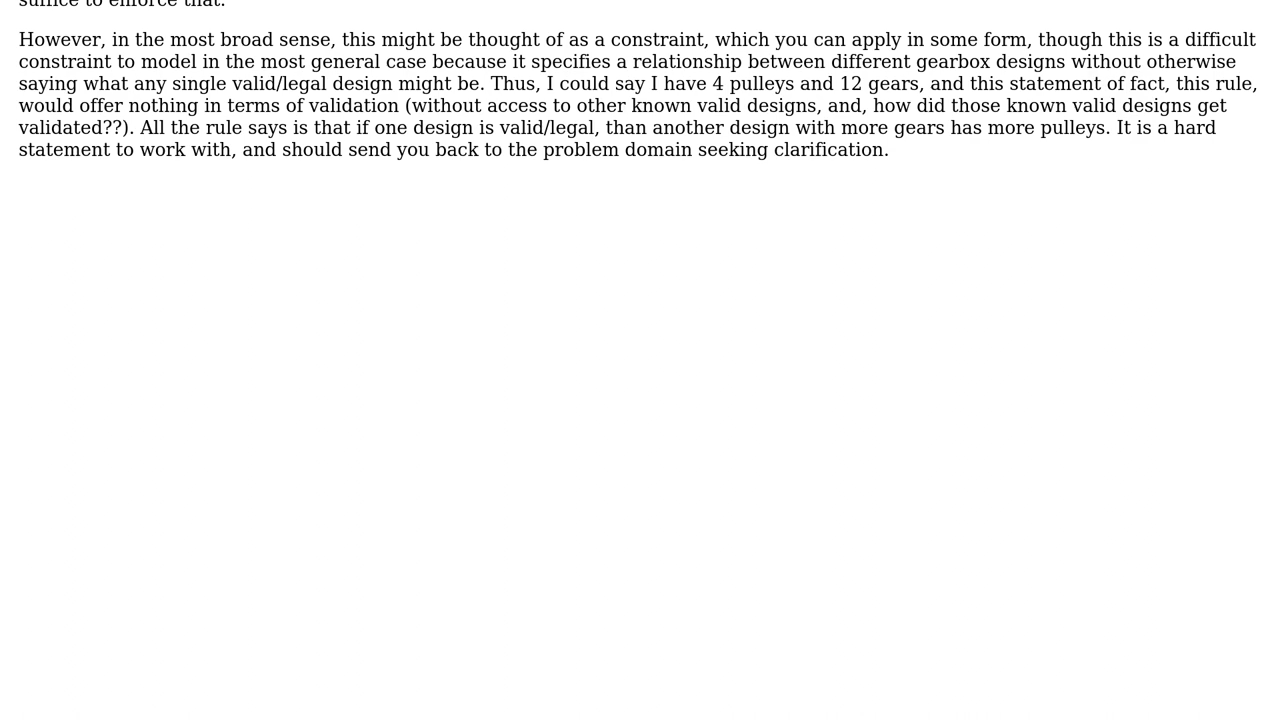 suffice to enforce that.
However, in the most broad sense, this might be thought of as a constraint, which you can apply in some form, though this is a difficult
constraint to model in the most general case because it specifies a relationship between different gearbox designs without otherwise
saying what any single valid/legal design might be. Thus, I could say I have 4 pulleys and 12 gears, and this statement of fact, this rule,
would offer nothing in terms of validation (without access to other known valid designs, and, how did those known valid designs get
validated??). All the rule says is that if one design is valid/legal, than another design with more gears has more pulleys. It is a hard
statement to work with, and should send you back to the problem domain seeking clarification.